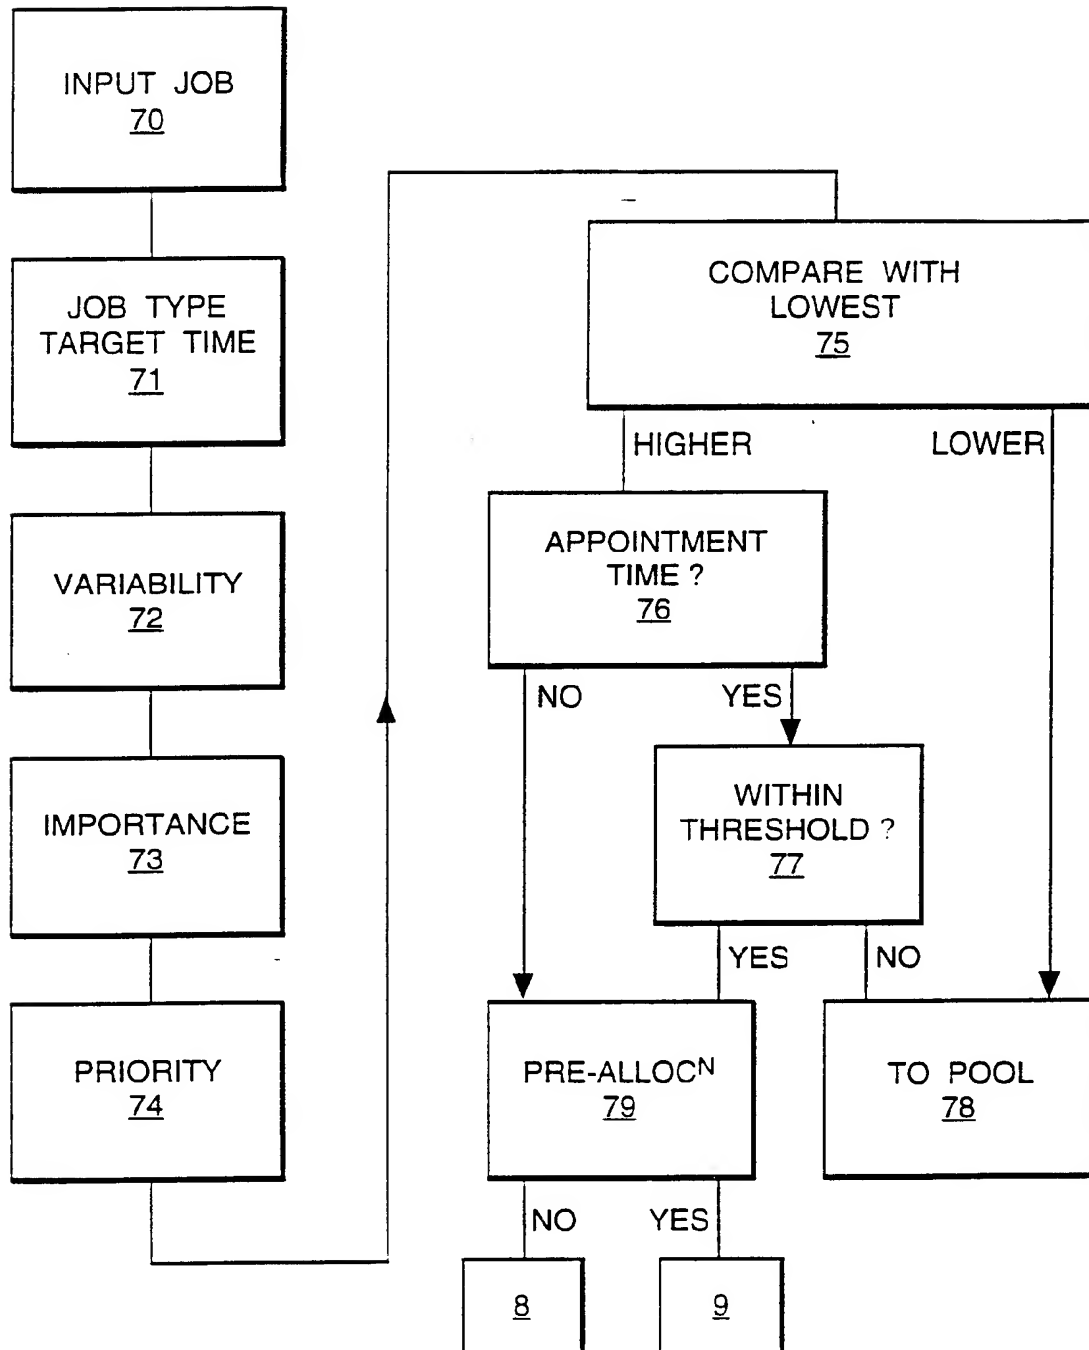 INPUT JOB
70
JOB TYPE
TARGET TIME
71
VARIABILITY
72
IMPORTANCE
73
PRIORITY
74
COMPARE WITH
LOWEST
75
HIGHER
LOWER
APPOINTMENT
TIME ?
76
NO
YES
WITHIN
THRESHOLD ?
77
YES
NO
PRE-ALLOCᴺ
79
TO POOL
78
NO
YES
8
9